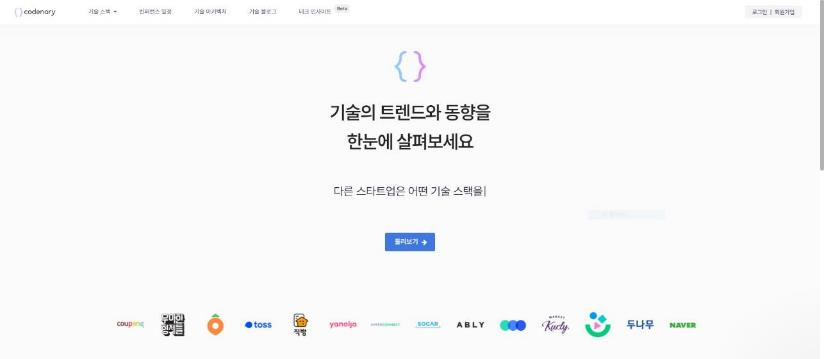 codenory
기술 스택
컨퍼런스 일정
기술 아키텍처
기술 블로그
테크 인사이트 Beta
로그인 | 회원가입
기술의 트렌드와 동향을
한눈에 살펴보세요
다른 스타트업은 어떤 기술 스택을|
둘러보기 →
coupang
우아한형제들
toss
직방
yanolja
HYPERCONNECT
SOCAR
ABLY
MARKET Kurly
두나무
NAVER